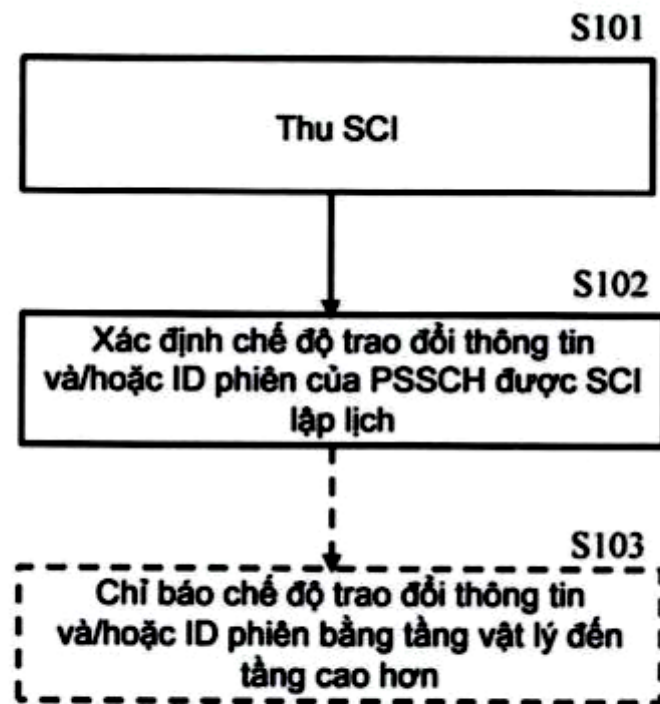 S101
Thu SCI
S102
Xác định chế độ trao đổi thông tin
và/hoặc ID phiên của PSSCH được SCI
lập lịch
S103
Chỉ báo chế độ trao đổi thông tin
và/hoặc ID phiên bằng tầng vật lý đến
tầng cao hơn